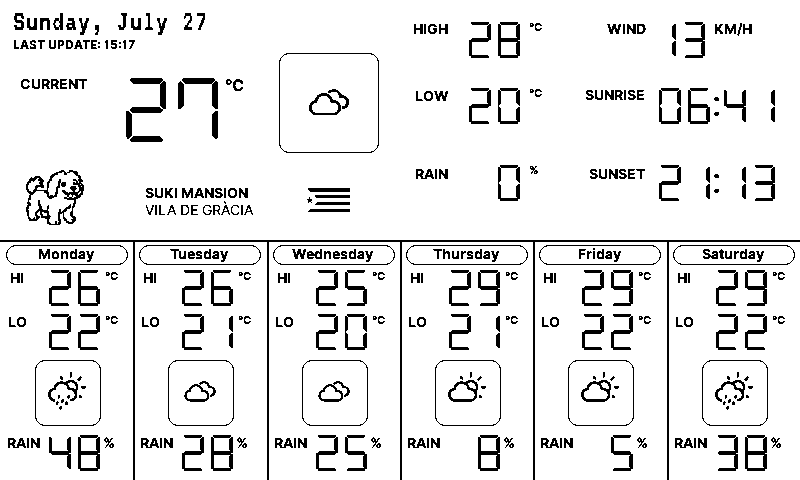 Sunday, July 27
LAST UPDATE: 15:17
CURRENT 27 °C
HIGH 28 °C
WIND 13 KM/H
LOW 20 °C
SUNRISE 06:41
RAIN 0 %
SUNSET 21:13
SUKI MANSION
VILA DE GRÀCIA
Monday
HI 26 °C
LO 22 °C
RAIN 48 %
Tuesday
HI 26 °C
LO 21 °C
RAIN 28 %
Wednesday
HI 25 °C
LO 20 °C
RAIN 25 %
Thursday
HI 29 °C
LO 21 °C
RAIN 8 %
Friday
HI 29 °C
LO 22 °C
RAIN 5 %
Saturday
HI 29 °C
LO 22 °C
RAIN 38 %